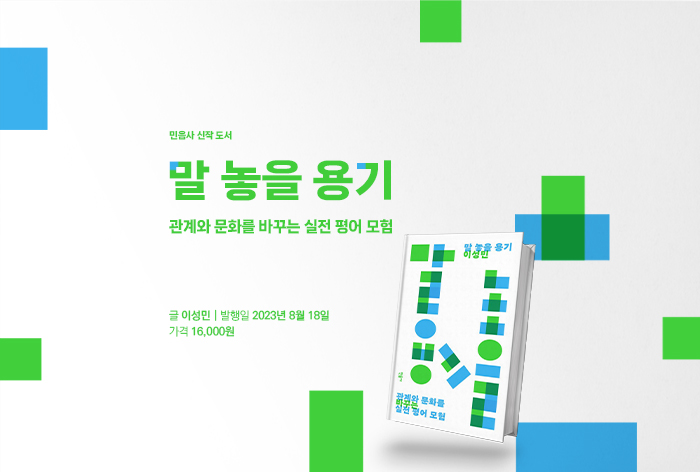 민음사 신작 도서
말 놓을 용기
관계와 문화를 바꾸는 실전 평어 모험
글 이성민 | 발행일 2023년 8월 18일
가격 16,000원
말 놓을 용기
이성민
관계와 문화를
바꾸는
실전 평어 모험